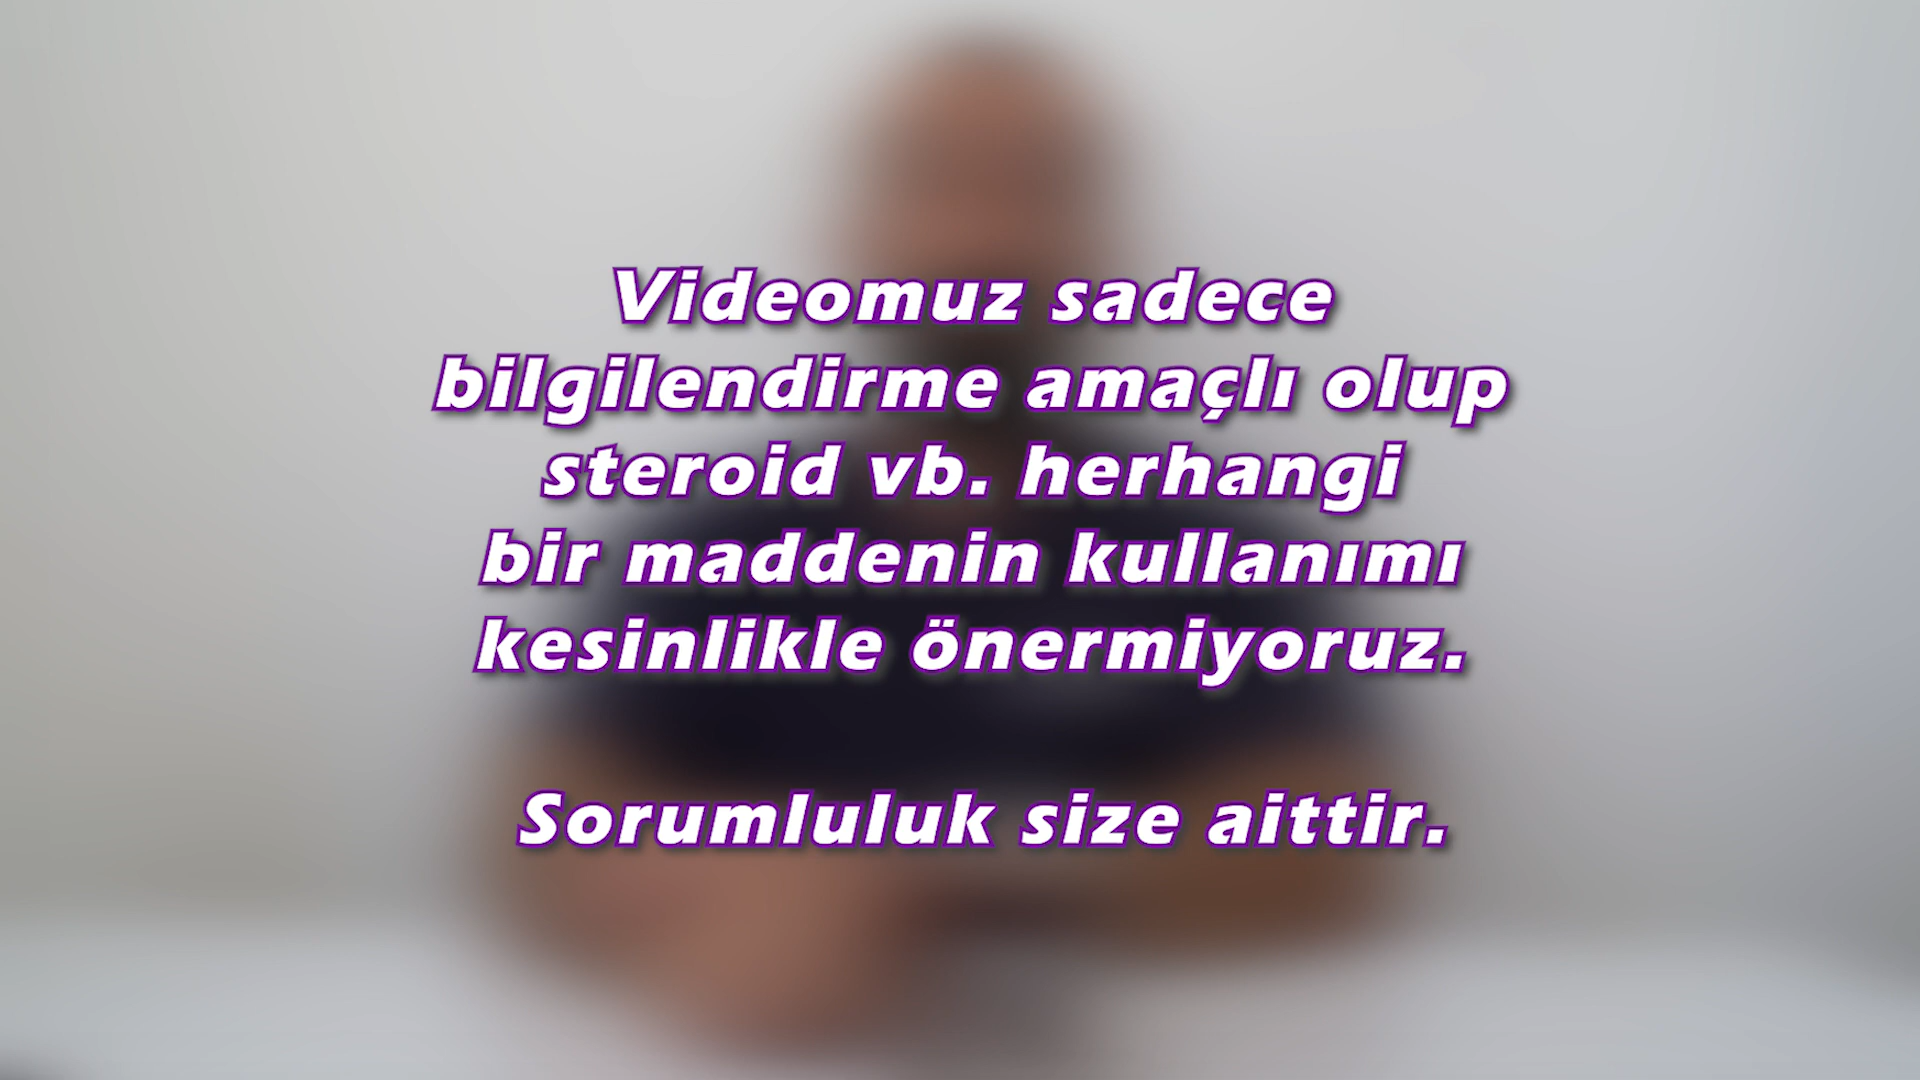 Videomuz sadece
bilgilendirme amaçlı olup
steroid vb. herhangi
bir maddenin kullanımı
kesinlikle önermiyoruz.
Sorumluluk size aittir.